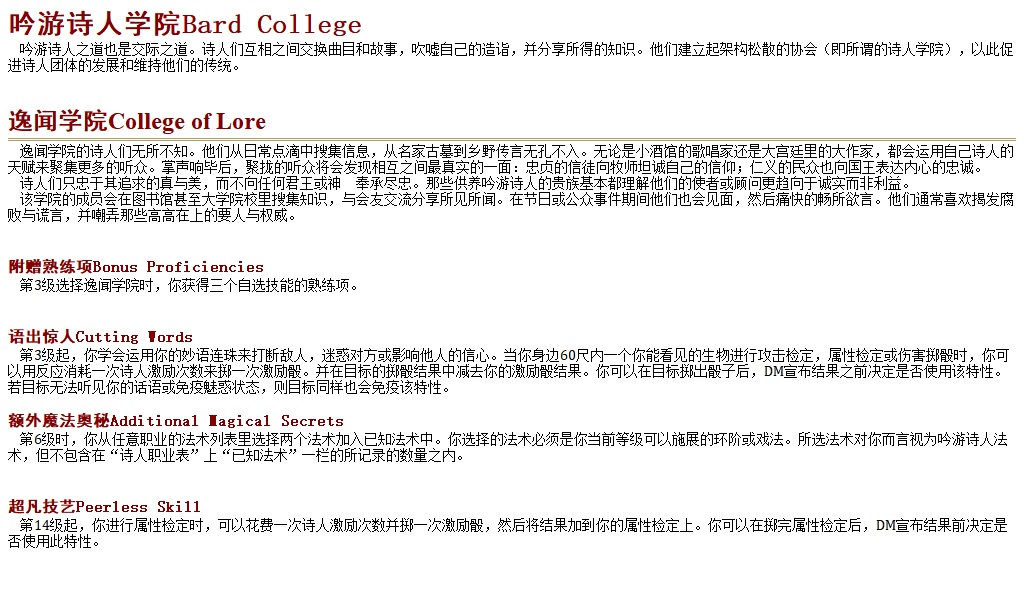 吟游诗人学院Bard College
吟游诗人之道也是交际之道。诗人们互相之间交换曲目和故事，吹嘘自己的造诣，并分享所得的知识。他们建立起架构松散的协会（即所谓的诗人学院），以此促
进诗人团体的发展和维持他们的传统。
逸闻学院College of Lore
逸闻学院的诗人们无所不知。他们从日常点滴中搜集信息，从名家古墓到乡野传言无孔不入。无论是小酒馆的歌唱家还是大宫廷里的大作家，都会运用自己诗人的
天赋来聚集更多的听众。掌声响毕后，聚拢的听众将会发现相互之间最真实的一面：忠贞的信徒向牧师坦诚自己的信仰；仁义的民众也向国王表达内心的忠诚。
诗人们只忠于其追求的真与美，而不向任何君王或神 奉承尽忠。那些供养吟游诗人的贵族基本都理解他们的使者或顾问更趋向于诚实而非利益。
该学院的成员会在图书馆甚至大学院校里搜集知识，与会友交流分享所见所闻。在节日或公众事件期间他们也会见面，然后痛快的畅所欲言。他们通常喜欢揭发腐
败与谎言，并嘲弄那些高高在上的要人与权威。
附赠熟练项Bonus Proficiencies
第3级选择逸闻学院时，你获得三个自选技能的熟练项。
语出惊人Cutting Words
第3级起，你学会运用你的妙语连珠来打断敌人，迷惑对方或影响他人的信心。当你身边60尺内一个你能看见的生物进行攻击检定，属性检定或伤害掷骰时，你可
以用反应消耗一次诗人激励次数来掷一次激励骰。并在目标的掷骰结果中减去你的激励骰结果。你可以在目标掷出骰子后，DM宣布结果之前决定是否使用该特性。
若目标无法听见你的话语或免疫魅惑状态，则目标同样也会免疫该特性。
额外魔法奥秘Additional Magical Secrets
第6级时，你从任意职业的法术列表里选择两个法术加入已知法术中。你选择的法术必须是你当前等级可以施展的环阶或戏法。所选法术对你而言视为吟游诗人法
术，但不包含在“诗人职业表”上“已知法术”一栏的所记录的数量之内。
超凡技艺Peerless Skill
第14级起，你进行属性检定时，可以花费一次诗人激励次数并掷一次激励骰，然后将结果加到你的属性检定上。你可以在掷完属性检定后，DM宣布结果前决定是
否使用此特性。